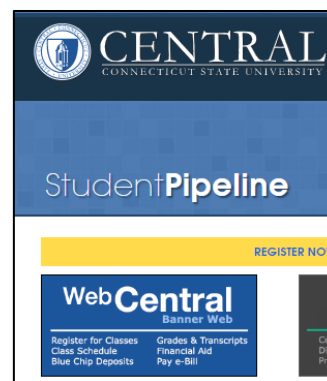 CENTRAL
CONNECTICUT STATE UNIVERSITY
StudentPipeline
REGISTER NO
WebCentral
Banner Web
Register for Classes Grades & Transcripts
Class Schedule Financial Aid
Blue Chip Deposits Pay e-Bill